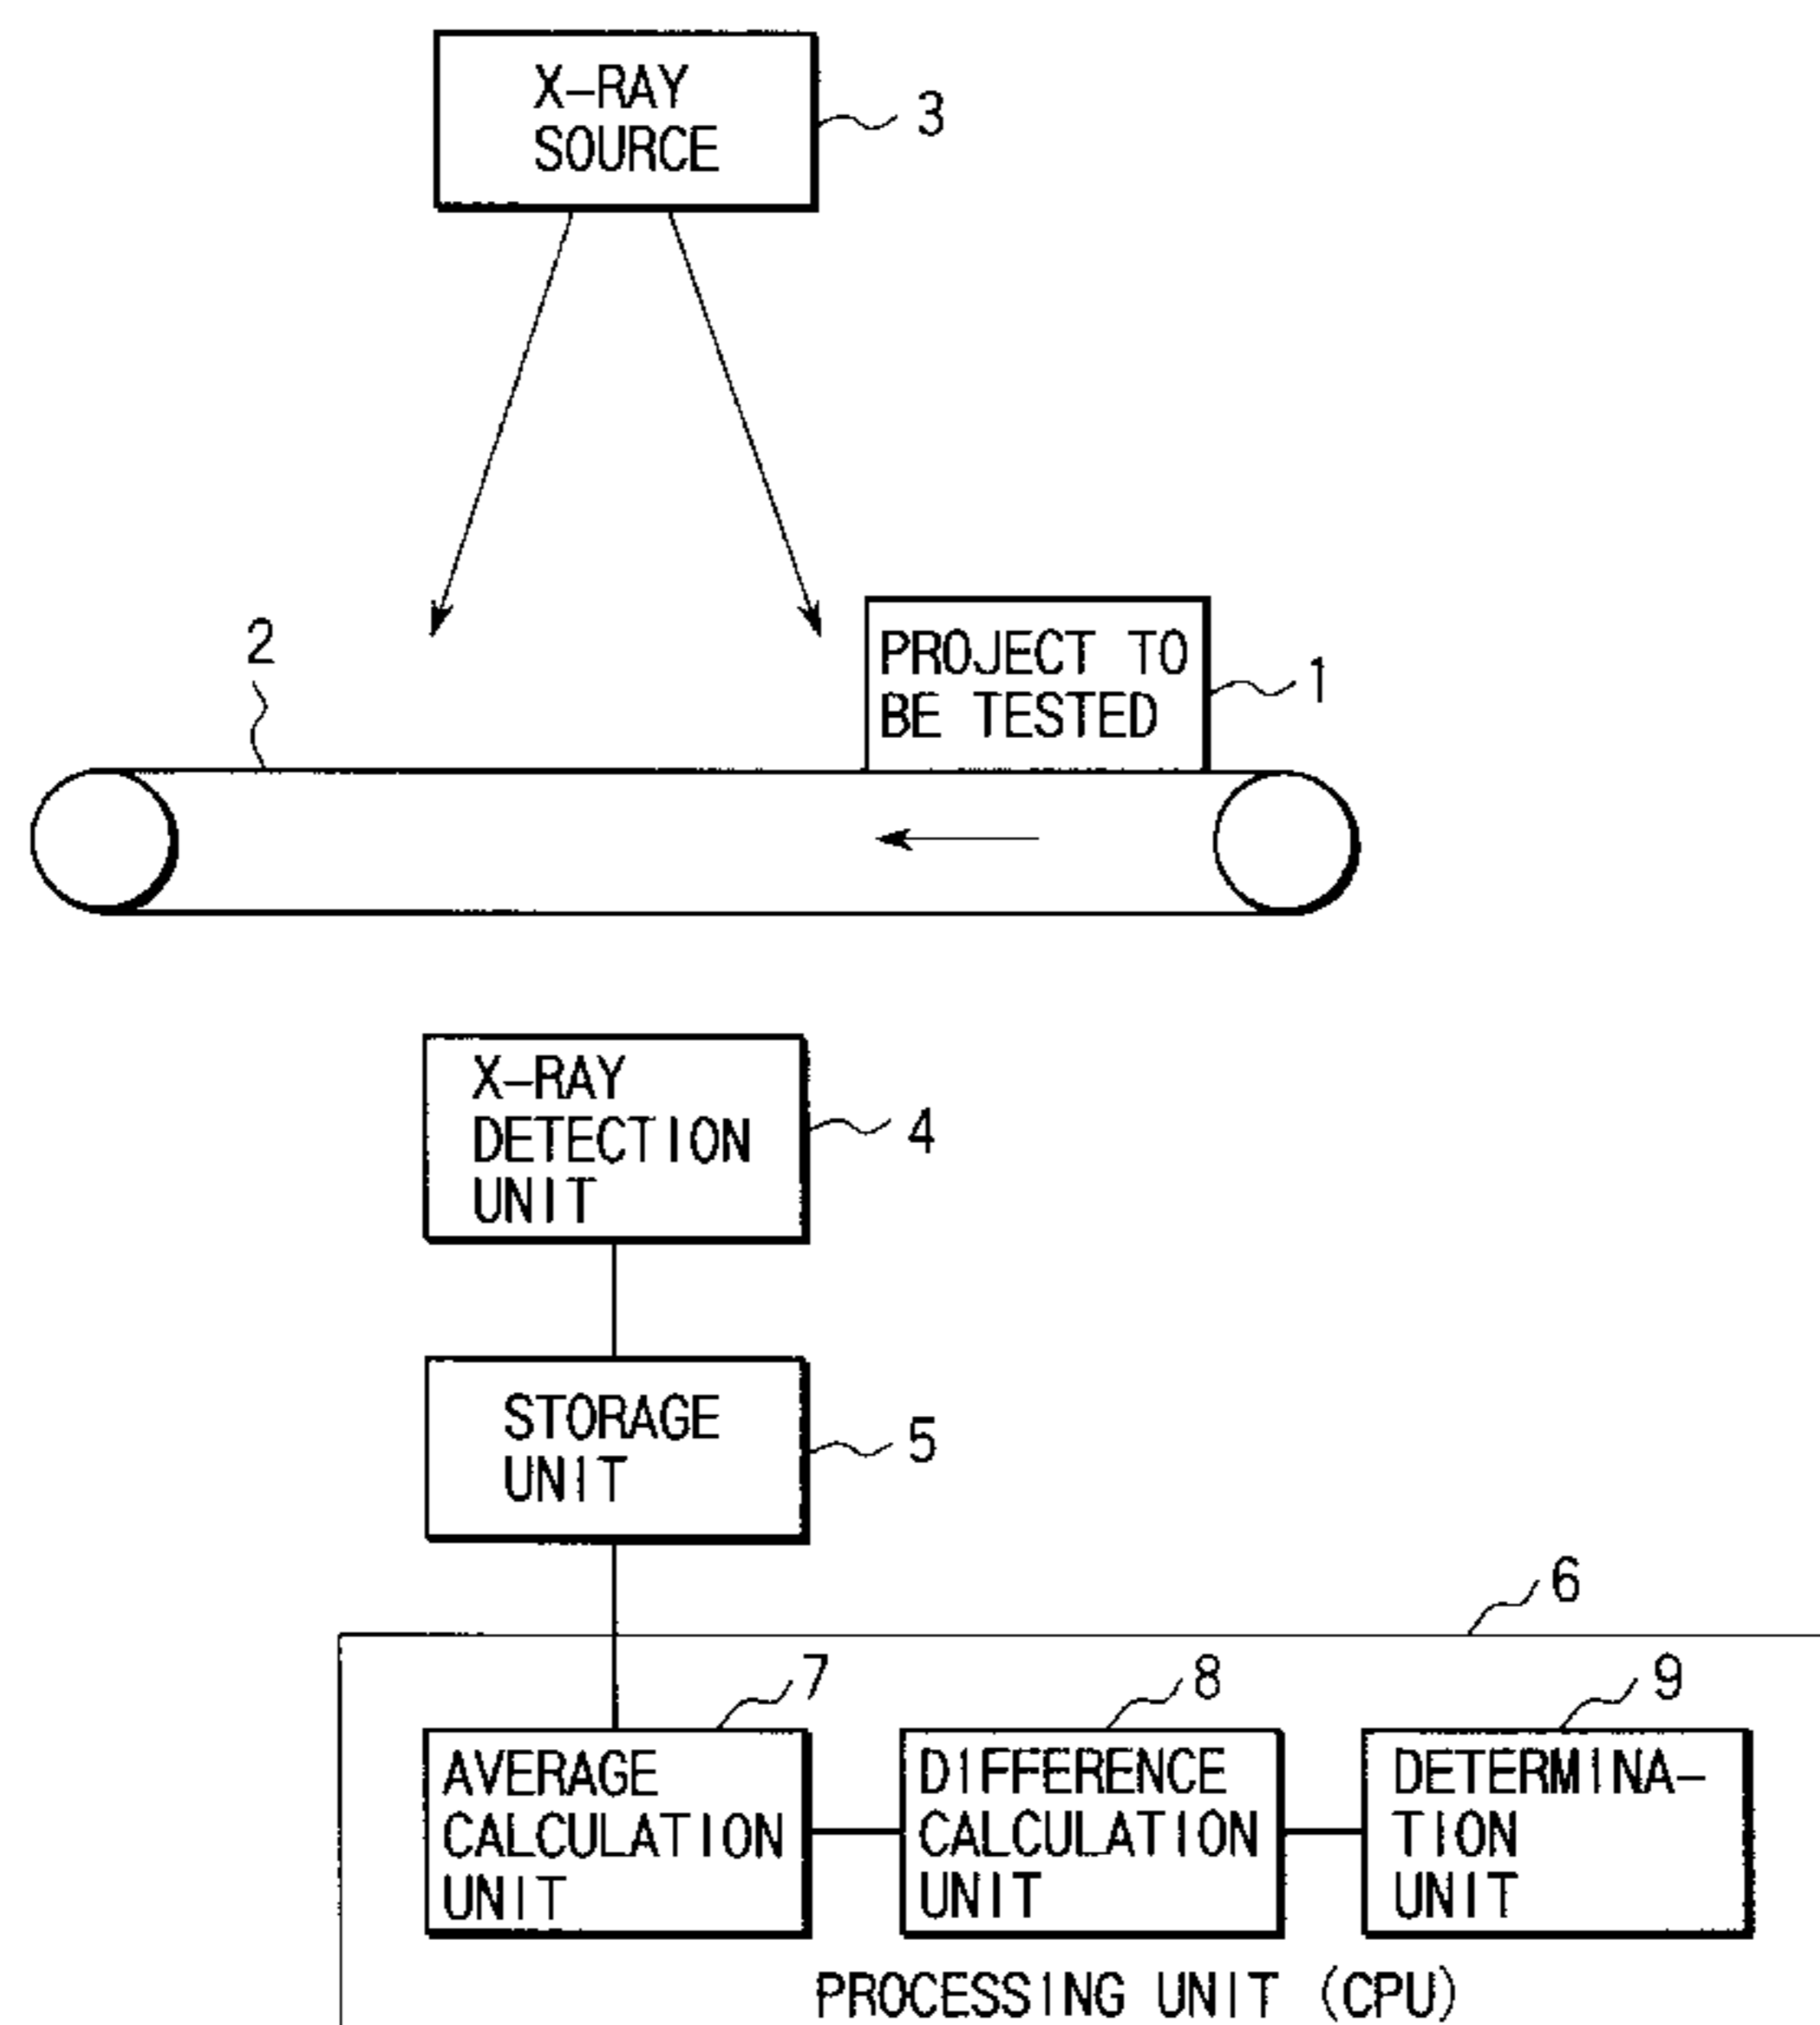 X-RAY
SOURCE
3
2
PROJECT TO
BE TESTED
1
X-RAY
DETECTION
UNIT
4
STORAGE
UNIT
5
6
7
8
9
AVERAGE
CALCULATION
UNIT
DIFFERENCE
CALCULATION
UNIT
DETERMINA-
TION
UNIT
PROCESSING UNIT (CPU)